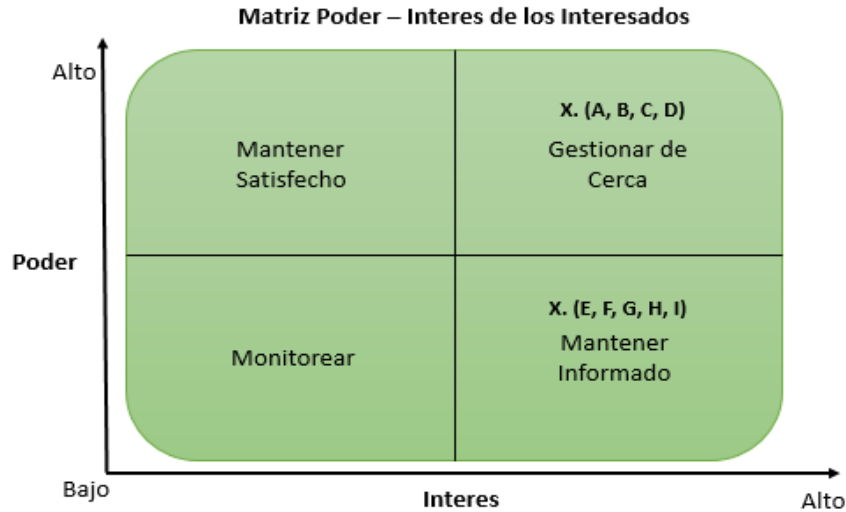 Matriz Poder – Interes de los Interesados
Alto
X. (A, B, C, D)
Mantener
Satisfecho
Gestionar de
Cerca
Poder
X. (E, F, G, H, I)
Monitorear
Mantener
Informado
Bajo
Interes
Alto